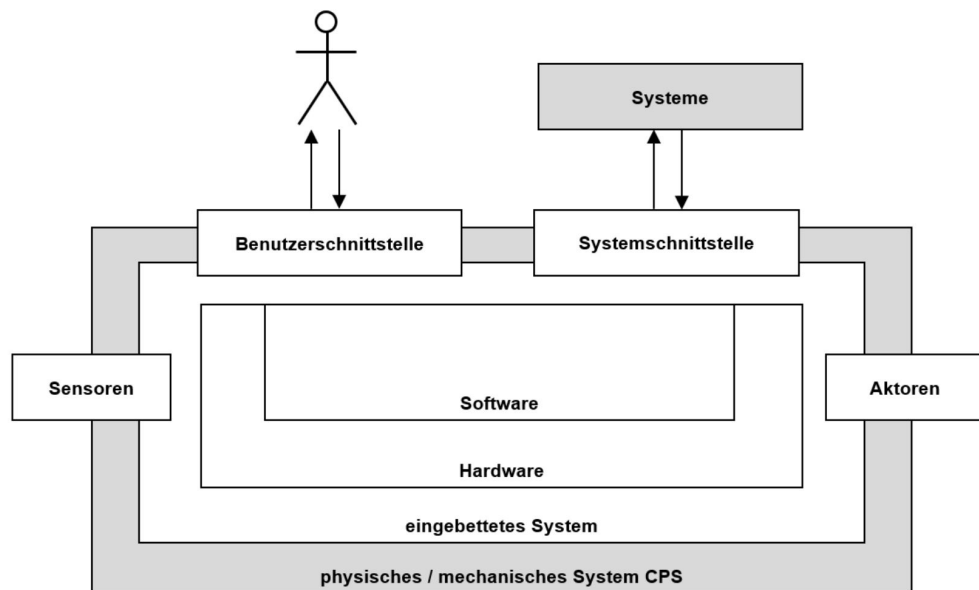 Systeme
Benutzerschnittstelle
Systemschnittstelle
Sensoren
Aktoren
Software
Hardware
eingebettetes System
physisches / mechanisches System CPS